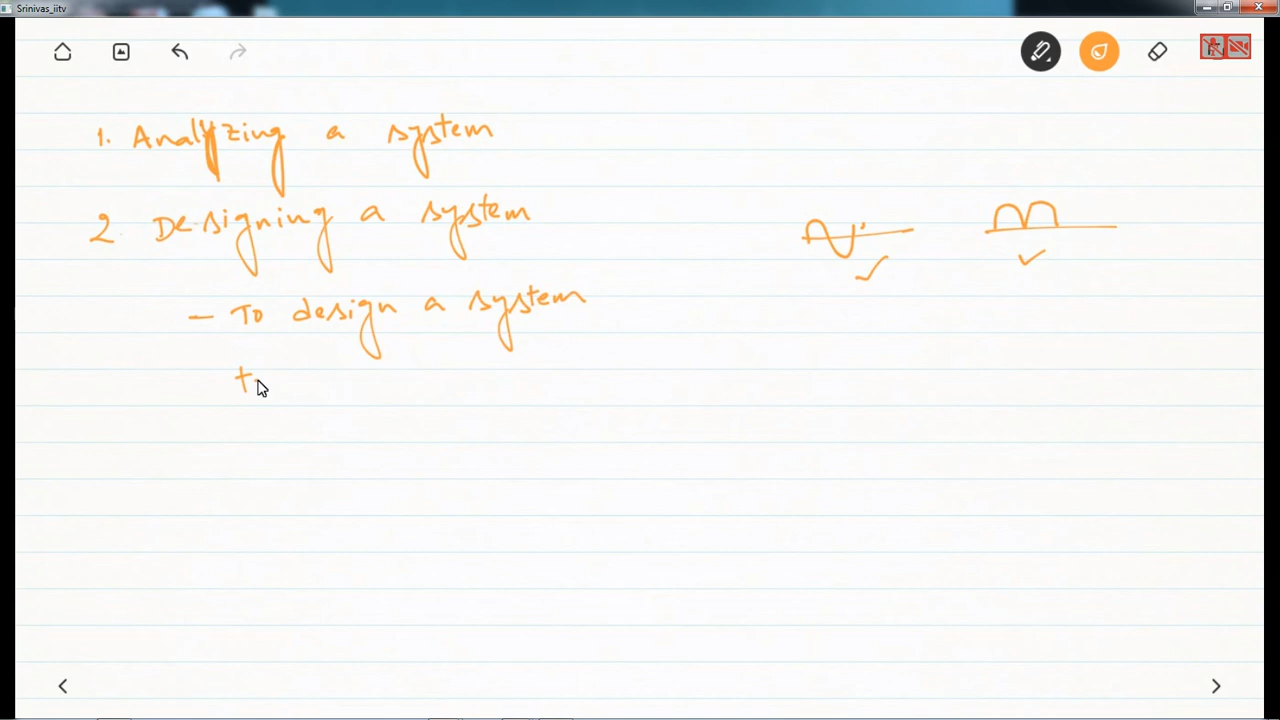 Srinivas_iitv
1. Analyzing a system
2. Designing a system
- To design a system